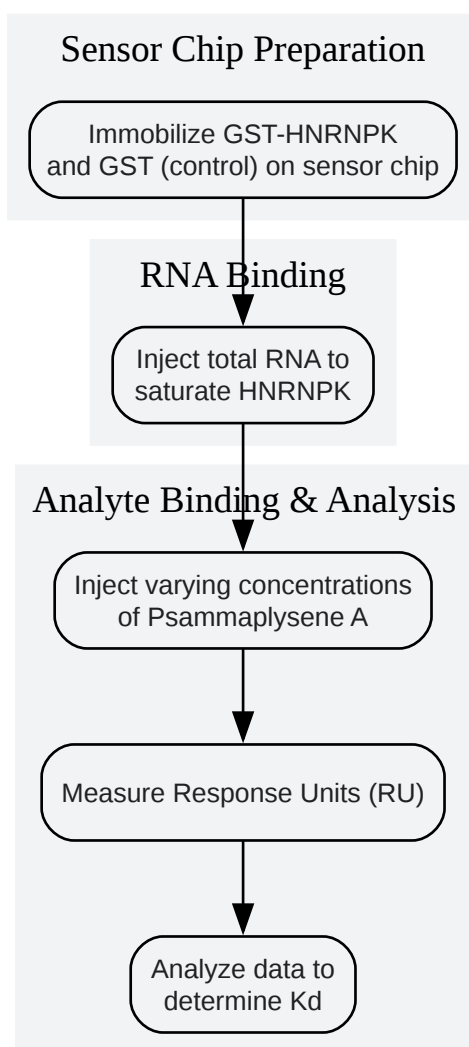 Sensor Chip Preparation
Immobilize GST-HNRNPK
and GST (control) on sensor chip
RNA Binding
Inject total RNA to
saturate HNRNPK
Analyte Binding & Analysis
Inject varying concentrations
of Psammaplysene A
Measure Response Units (RU)
Analyze data to
determine Kd